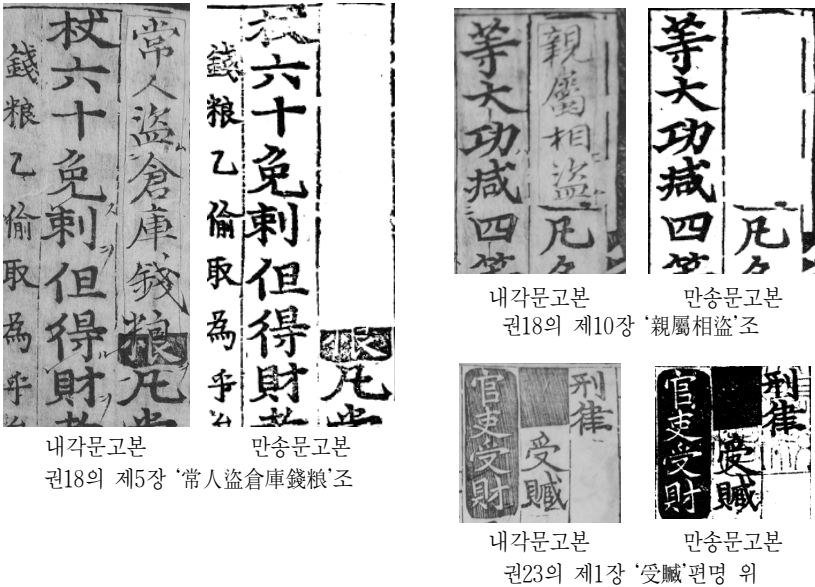 常人盜倉庫錢粮凡
杖六十免刺但得財
錢粮乙偷取為乎
凡
杖六十免刺但得財
錢粮乙偷取為乎
내각문고본
만송문고본
권18의 제5장 '常人盜倉庫錢粮'조
親屬相盜凡
等大功减四
凡
等大功减四
내각문고본
만송문고본
권18의 제10장 '親屬相盜'조
刑律
受贓
官吏受財
刑律
受贓
官吏受財
내각문고본
만송문고본
권23의 제1장 '受贓'편명 위